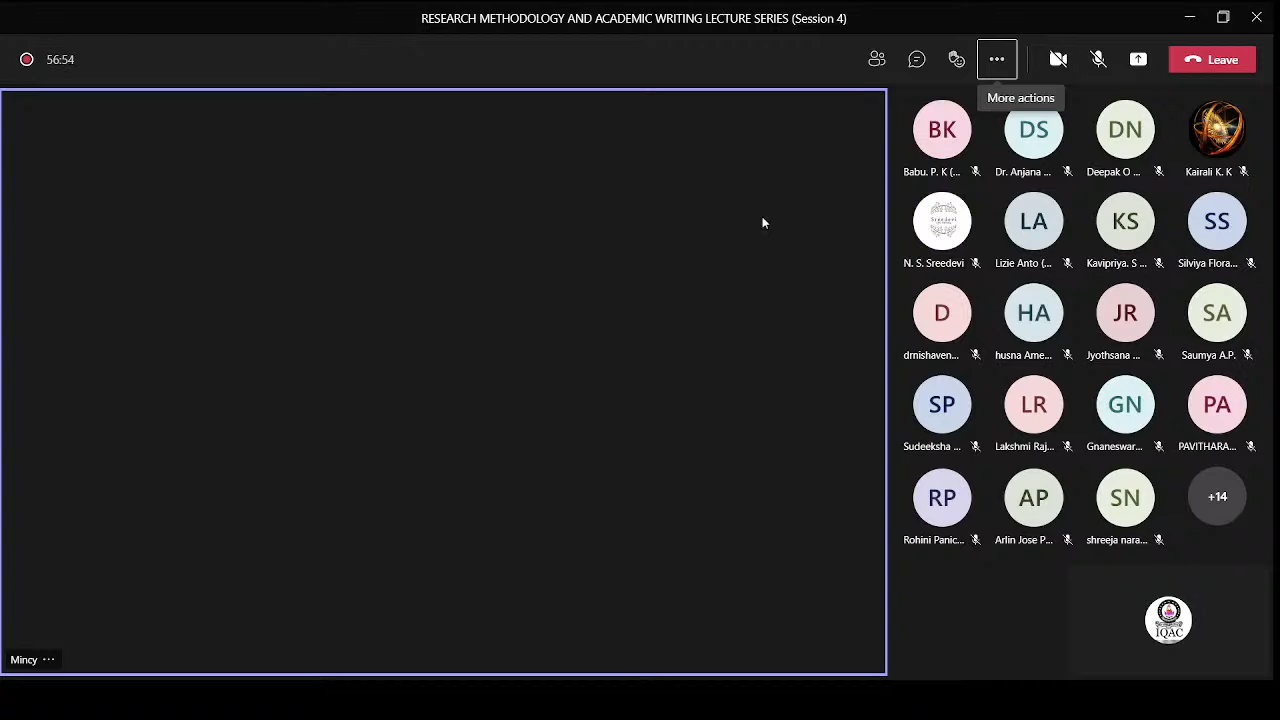 RESEARCH METHODOLOGY AND ACADEMIC WRITING LECTURE SERIES (Session 4)
56:54
Leave
More actions
BK DS DN
Babu. P. K (... Dr. Anjana ... Deepak O ... Kairali K. K
Sreedevi LA KS SS
N. S. Sreedevi Lizie Anto (... Kavipriya. S ... Silviya Flora...
D HA JR SA
drnishaven... husna Ame... Jyothsana ... Saumya A.P.
SP LR GN PA
Sudeeksha ... Lakshmi Raj... Gnaneswar... PAVITHARA...
RP AP SN +14
Rohini Panic... Arlin Jose P... shreeja nara...
IQAC
Mincy ...